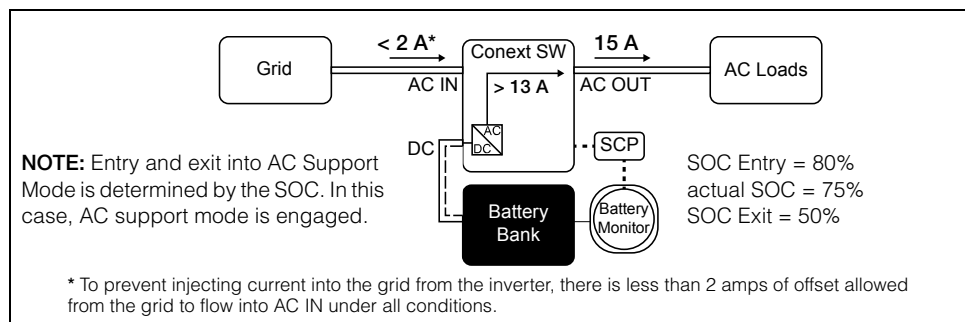 < 2 A*
15 A
Grid
Conext SW
AC Loads
AC IN
> 13 A
AC OUT
AC
DC
DC
SCP
NOTE: Entry and exit into AC Support
Mode is determined by the SOC. In this
case, AC support mode is engaged.
Battery
Bank
Battery
Monitor
SOC Entry = 80%
actual SOC = 75%
SOC Exit = 50%
* To prevent injecting current into the grid from the inverter, there is less than 2 amps of offset allowed
from the grid to flow into AC IN under all conditions.